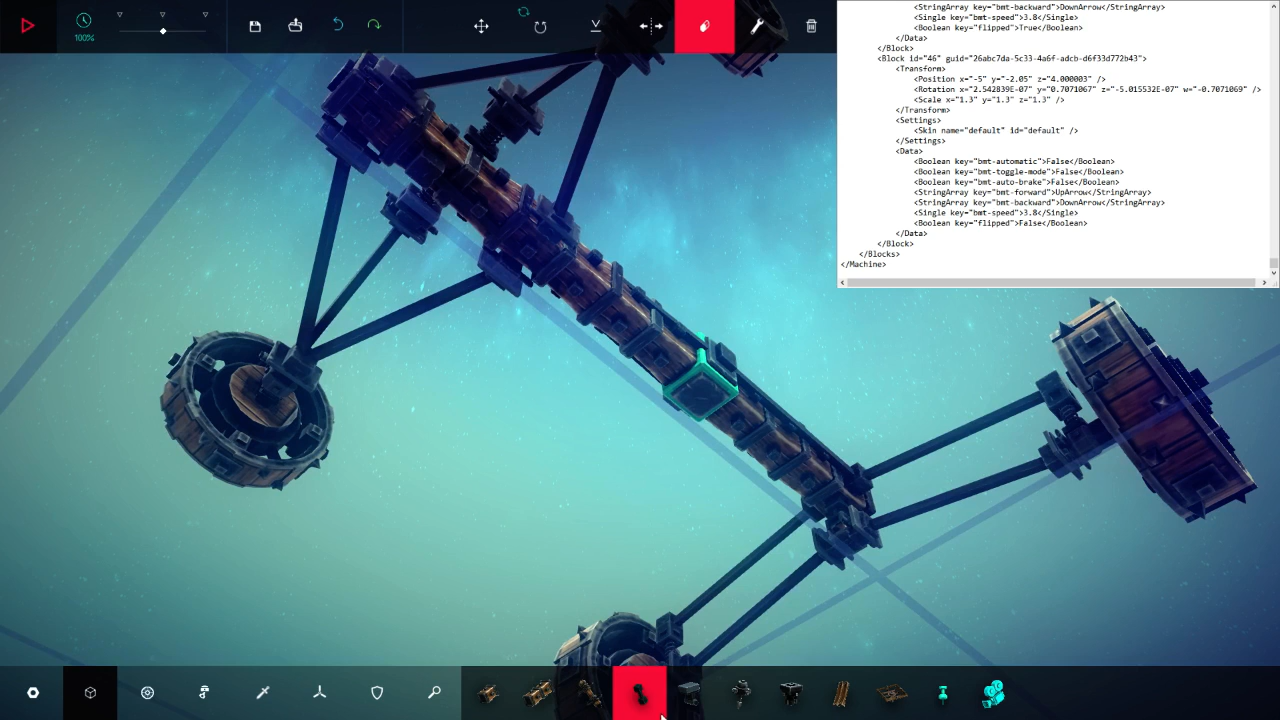 100%
<StringArray key="bmt-backward">DownArrow</StringArray>
<Single key="bmt-speed">3.8</Single>
<Boolean key="flipped">True</Boolean>
</Data>
</Block>
<Block id="46" guid="26abc7da-5c33-4a6f-adcb-d6f33d772b43">
<Transform>
<Position x="-5" y="-2.05" z="4.000003" />
<Rotation x="2.542839E-07" y="0.7071067" z="-5.015532E-07" w="-0.7071069" />
<Scale x="1.3" y="1.3" z="1.3" />
</Transform>
<Settings>
<Skin name="default" id="default" />
</Settings>
<Data>
<Boolean key="bmt-automatic">False</Boolean>
<Boolean key="bmt-toggle-mode">False</Boolean>
<Boolean key="bmt-auto-brake">False</Boolean>
<StringArray key="bmt-forward">UpArrow</StringArray>
<StringArray key="bmt-backward">DownArrow</StringArray>
<Single key="bmt-speed">3.8</Single>
<Boolean key="flipped">False</Boolean>
</Data>
</Block>
</Blocks>
</Machine>